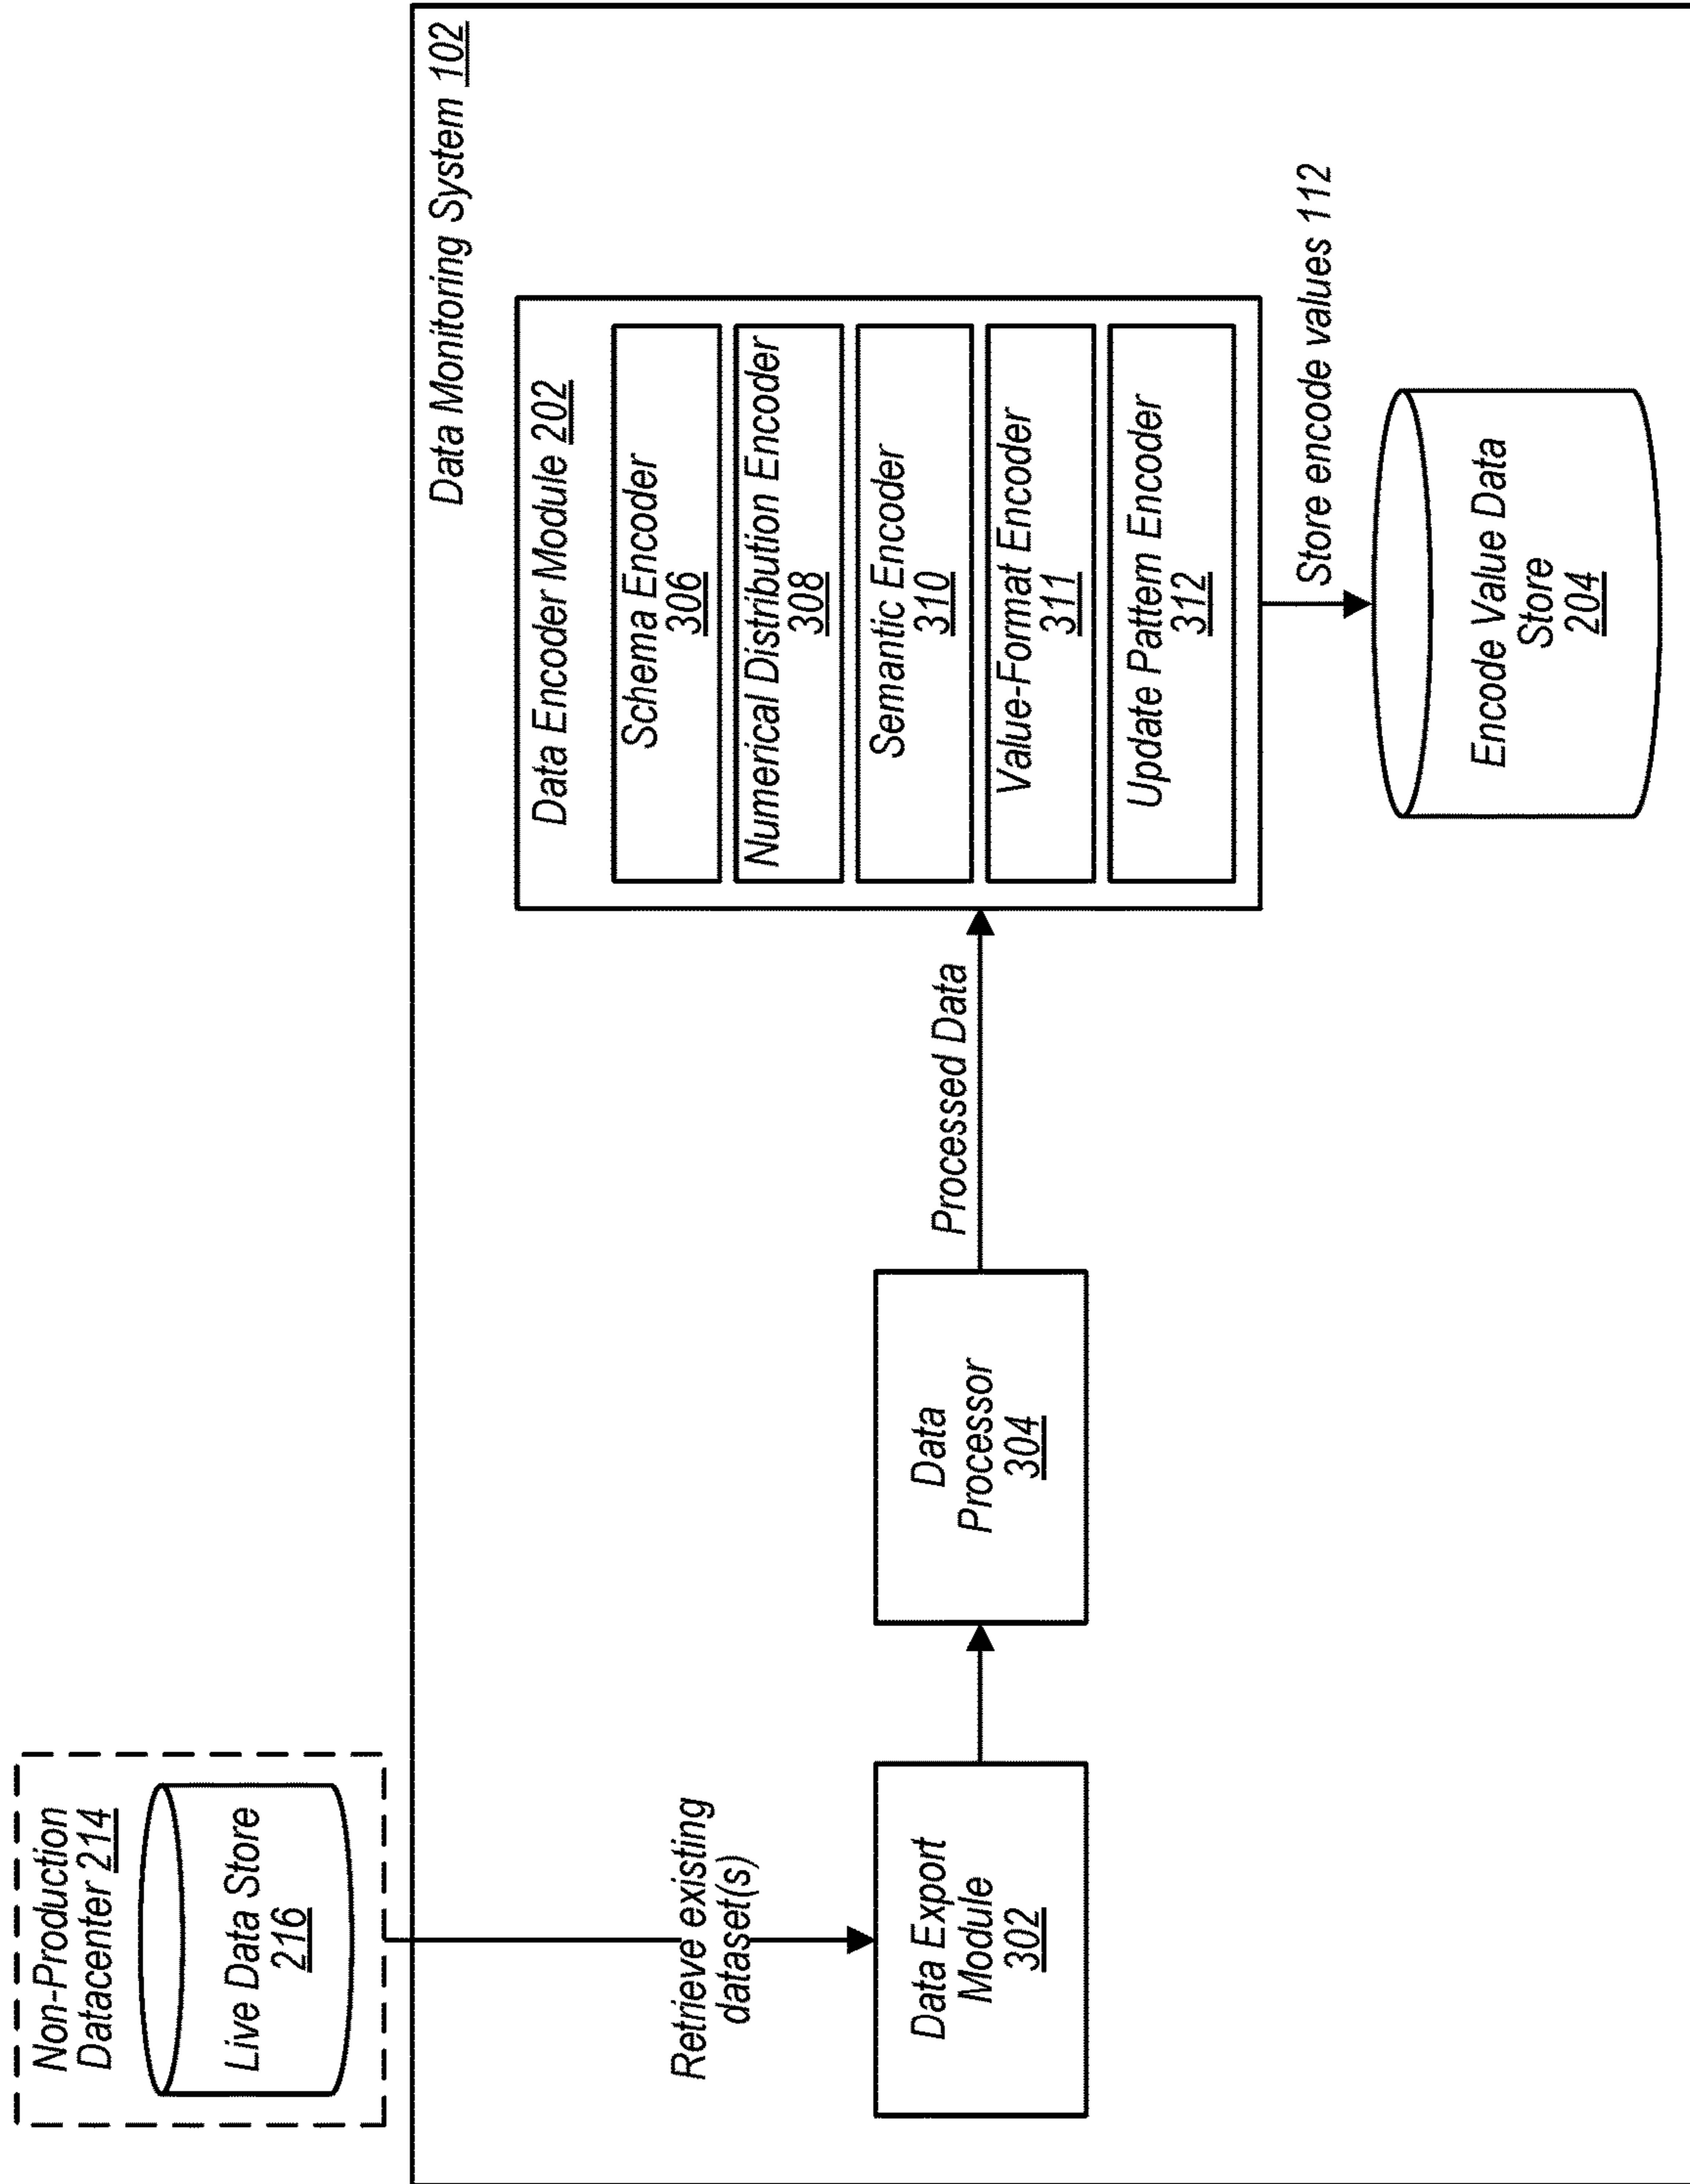 Non-Production
Datacenter 214
Live Data Store
216
Data Monitoring System 102
Retrieve existing
dataset(s)
Data Export
Module
302
Data
Processor
304
Processed Data
Data Encoder Module 202
Schema Encoder
306
Numerical Distribution Encoder
308
Semantic Encoder
310
Value-Format Encoder
311
Update Pattern Encoder
312
Store encode values 112
Encode Value Data
Store
204